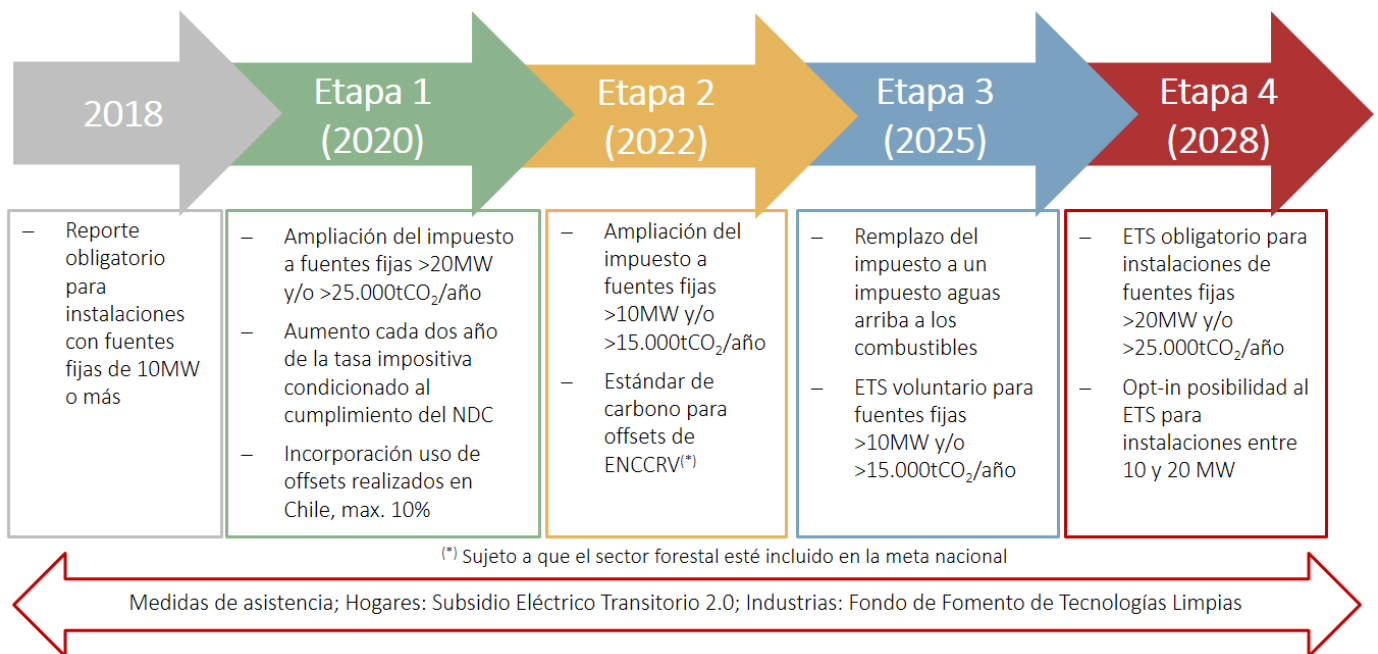 2018
Etapa 1
(2020)
Etapa 2
(2022)
Etapa 3
(2025)
Etapa 4
(2028)
– Reporte
obligatorio
para
instalaciones
con fuentes
fijas de 10MW
o más
– Ampliación del impuesto
a fuentes fijas >20MW
y/o >25.000tCO₂/año
– Aumento cada dos año
de la tasa impositiva
condicionado al
cumplimiento del NDC
– Incorporación uso de
offsets realizados en
Chile, max. 10%
– Ampliación del
impuesto a
fuentes fijas
>10MW y/o
>15.000tCO₂/año
– Estándar de
carbono para
offsets de
ENCCRV(*)
– Remplazo del
impuesto a un
impuesto aguas
arriba a los
combustibles
– ETS voluntario para
fuentes fijas
>10MW y/o
>15.000tCO₂/año
– ETS obligatorio para
instalaciones de
fuentes fijas
>20MW y/o
>25.000tCO₂/año
– Opt-in posibilidad al
ETS para
instalaciones entre
10 y 20 MW
(*) Sujeto a que el sector forestal esté incluido en la meta nacional
Medidas de asistencia; Hogares: Subsidio Eléctrico Transitorio 2.0; Industrias: Fondo de Fomento de Tecnologías Limpias